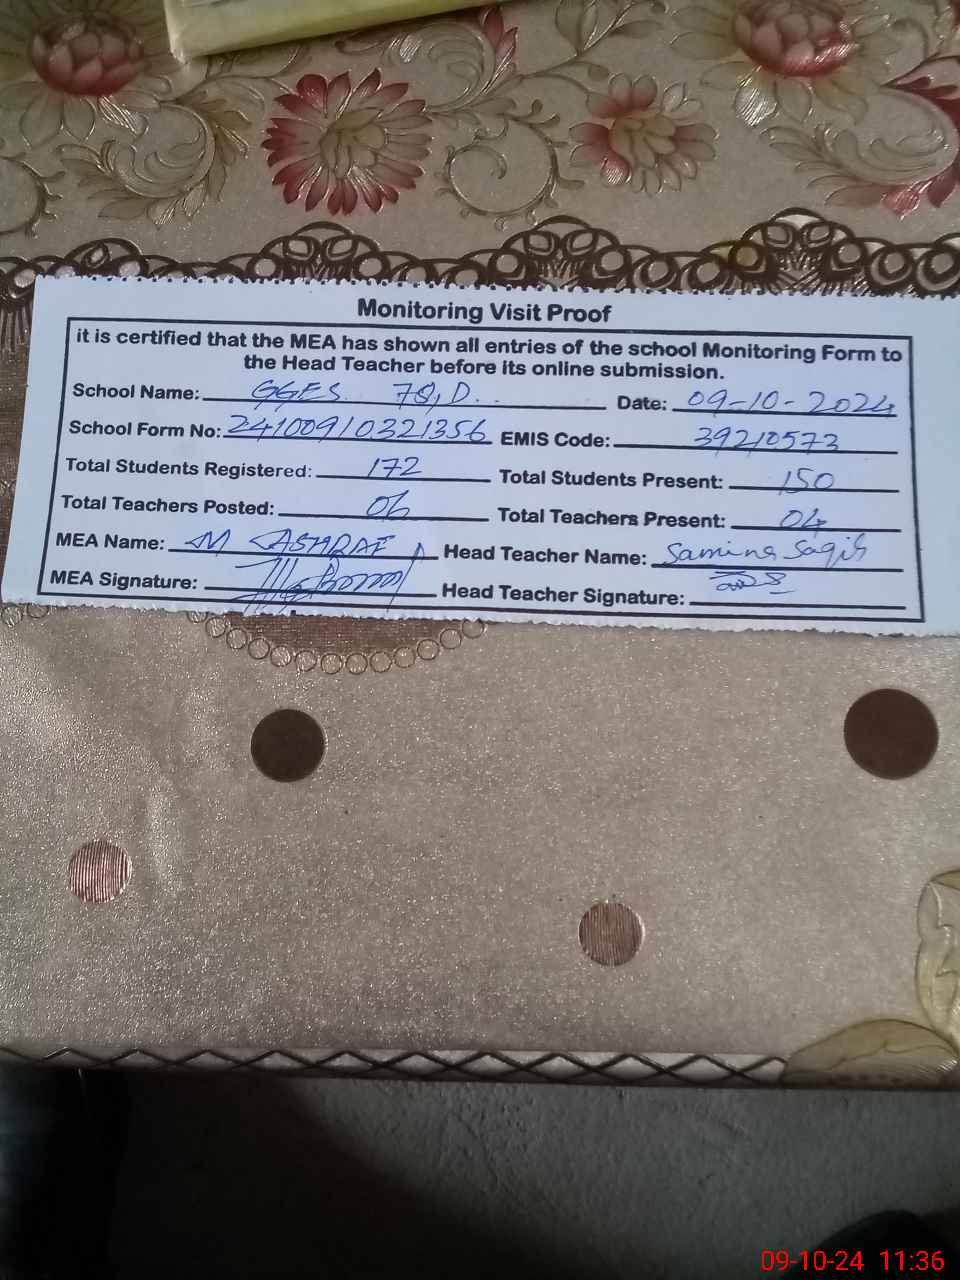 Monitoring Visit Proof
it is certified that the MEA has shown all entries of the school Monitoring Form to
the Head Teacher before its online submission.
School Name: GGES 78,D. Date: 09-10-2024
School Form No: 24100910321356 EMIS Code: 39210573
Total Students Registered: 172 Total Students Present: 150
Total Teachers Posted: 06 Total Teachers Present: 04
MEA Name: M ASHRAF Head Teacher Name: Samina Saqib
MEA Signature: Head Teacher Signature:
09-10-24 11:36